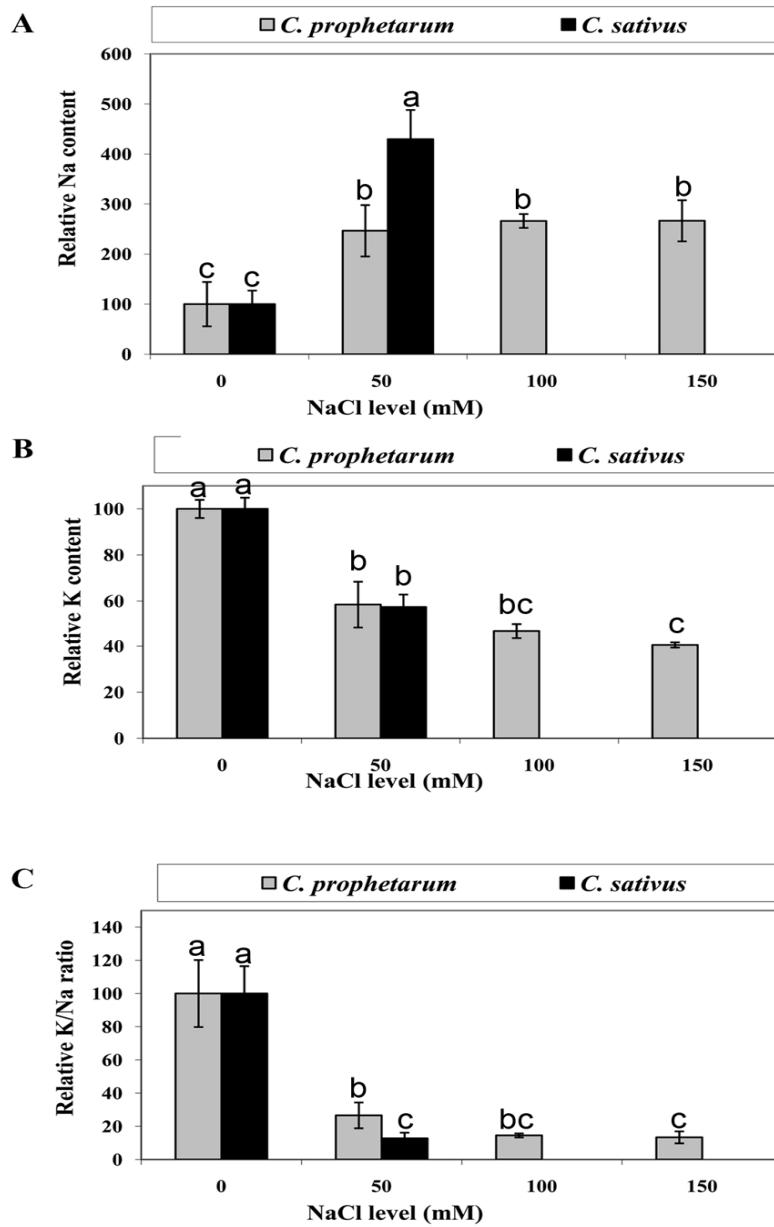 A
C. prophetarum C. sativus
600
500
400
300
200
100
0
Relative Na content
c c b a b b
0 50 100 150
NaCl level (mM)
B
C. prophetarum C. sativus
100
80
60
40
20
0
Relative K content
a a b b bc c
0 50 100 150
NaCl level (mM)
C
C. prophetarum C. sativus
140
120
100
80
60
40
20
0
Relative K/Na ratio
a a b c bc c
0 50 100 150
NaCl level (mM)